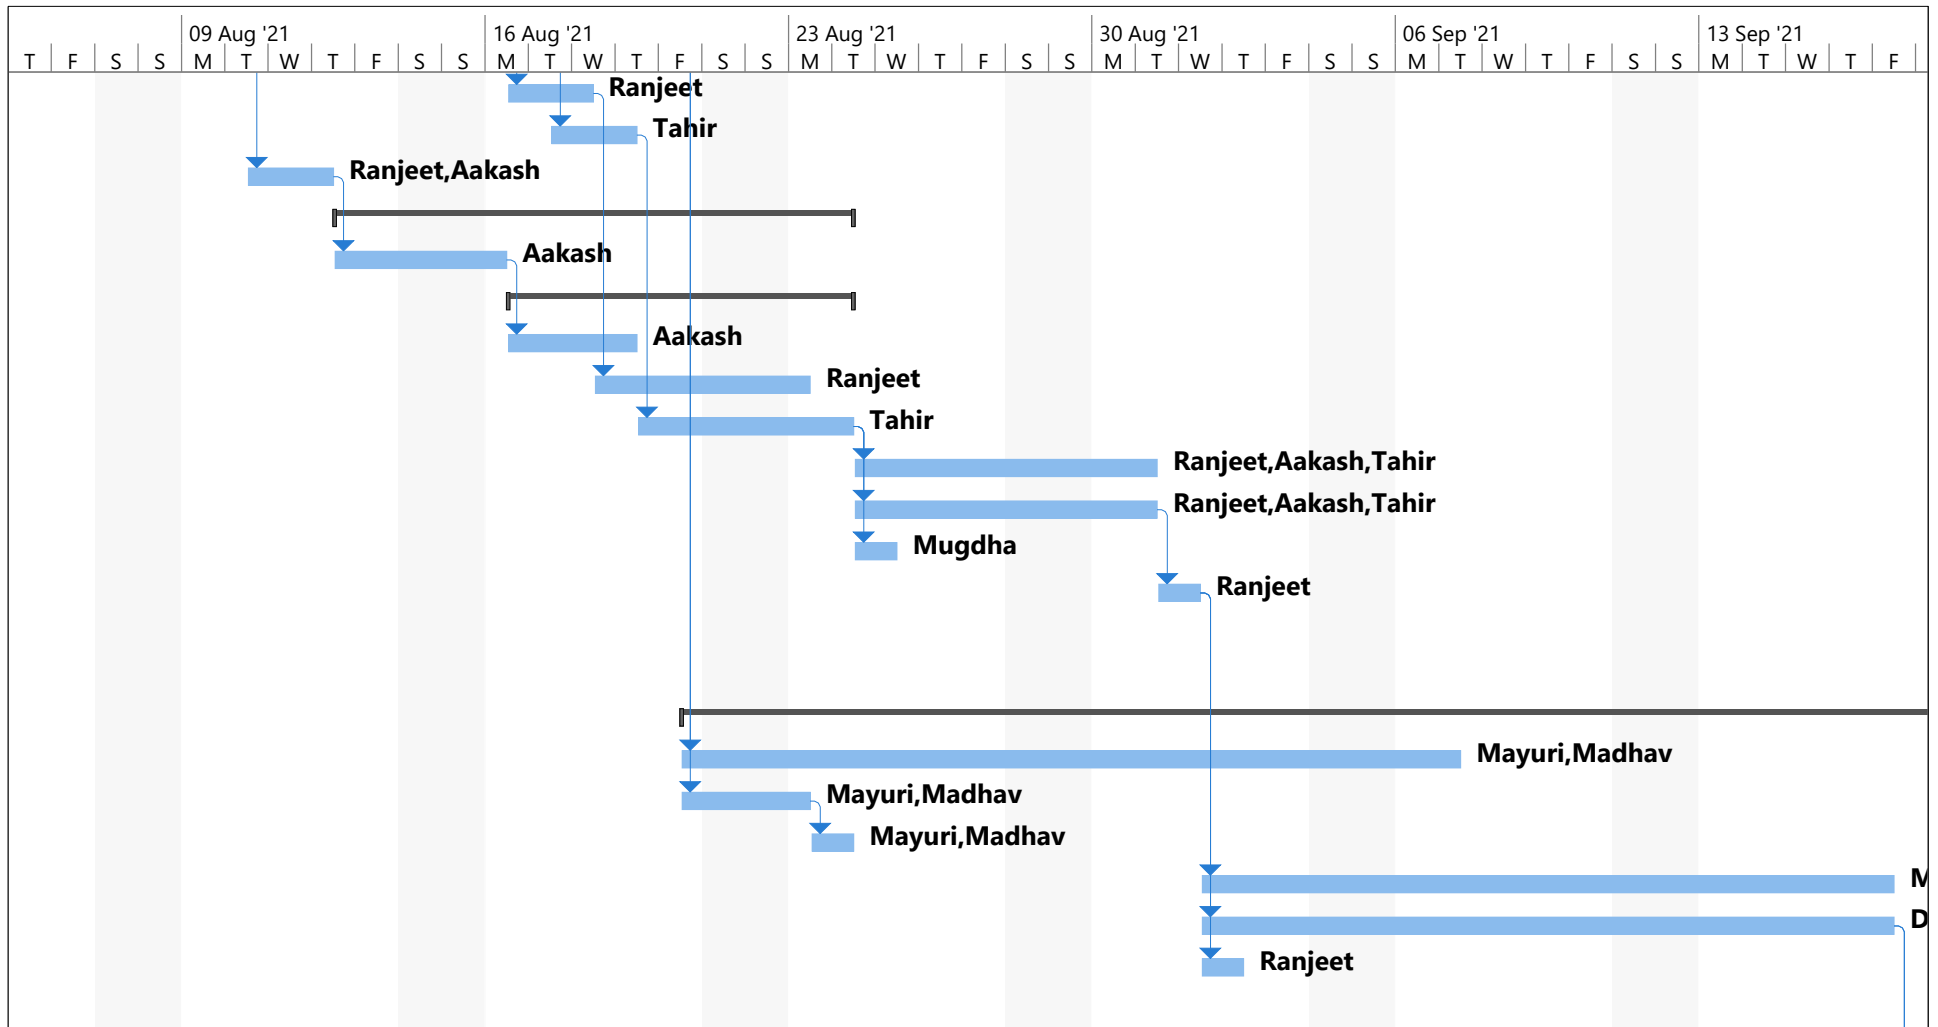 09 Aug '21 16 Aug '21 23 Aug '21 30 Aug '21 06 Sep '21 13 Sep '21
T F S S M T W T F S S M T W T F S S M T W T F S S M T W T F S S M T W T F S S M T W T F
Ranjeet
Tahir
Ranjeet,Aakash
Aakash
Aakash
Ranjeet
Tahir
Ranjeet,Aakash,Tahir
Ranjeet,Aakash,Tahir
Mugdha
Ranjeet
Mayuri,Madhav
Mayuri,Madhav
Mayuri,Madhav
M
D
Ranjeet